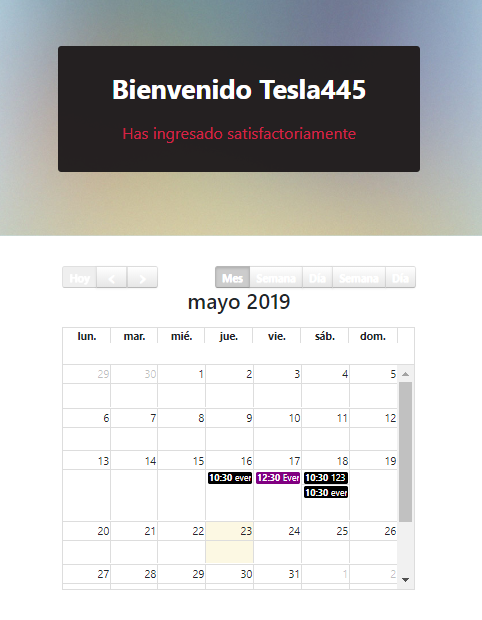 Bienvenido Tesla445
Has ingresado satisfactoriamente
Hoy Mes Semana Día Semana Día
mayo 2019
lun. mar. mié. jue. vie. sáb. dom.
29 30 1 2 3 4 5
6 7 8 9 10 11 12
13 14 15 16 17 18 19
10:30 ever 12:30 Ever 10:30 123
10:30 ever
20 21 22 23 24 25 26
27 28 29 30 31 1 2